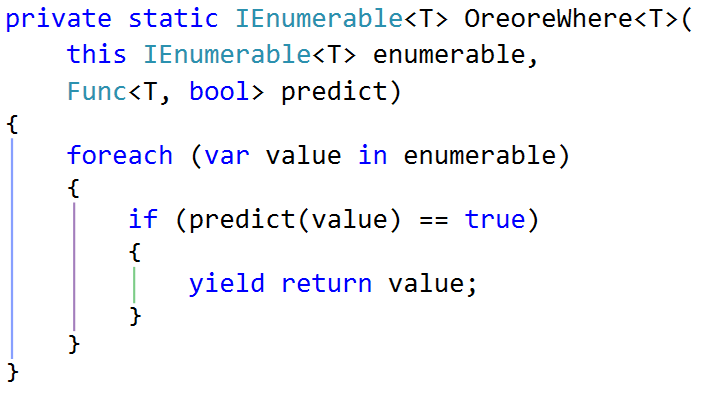 private static IEnumerable<T> OreoreWhere<T>(
    this IEnumerable<T> enumerable,
    Func<T, bool> predict)
{
    foreach (var value in enumerable)
    {
        if (predict(value) == true)
        {
            yield return value;
        }
    }
}